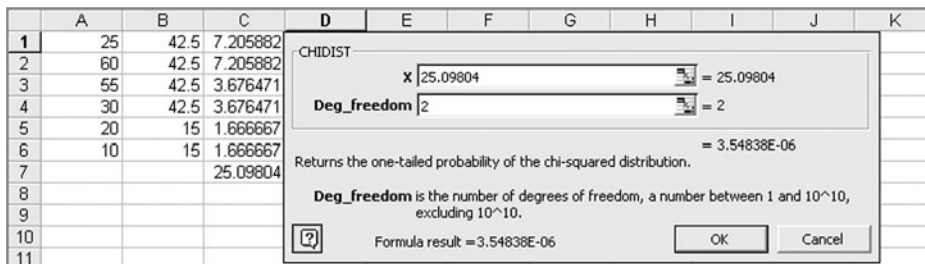 A B C D E F G H I J K
1 25 42.5 7.205882
2 60 42.5 7.205882
3 55 42.5 3.676471
4 30 42.5 3.676471
5 20 15 1.666667
6 10 15 1.666667
7 25.09804
8
9
10
11
CHIDIST
X 25.09804 = 25.09804
Deg_freedom 2 = 2
= 3.54838E-06
Returns the one-tailed probability of the chi-squared distribution.
Deg_freedom is the number of degrees of freedom, a number between 1 and 10^10,
excluding 10^10.
? Formula result =3.54838E-06 OK Cancel